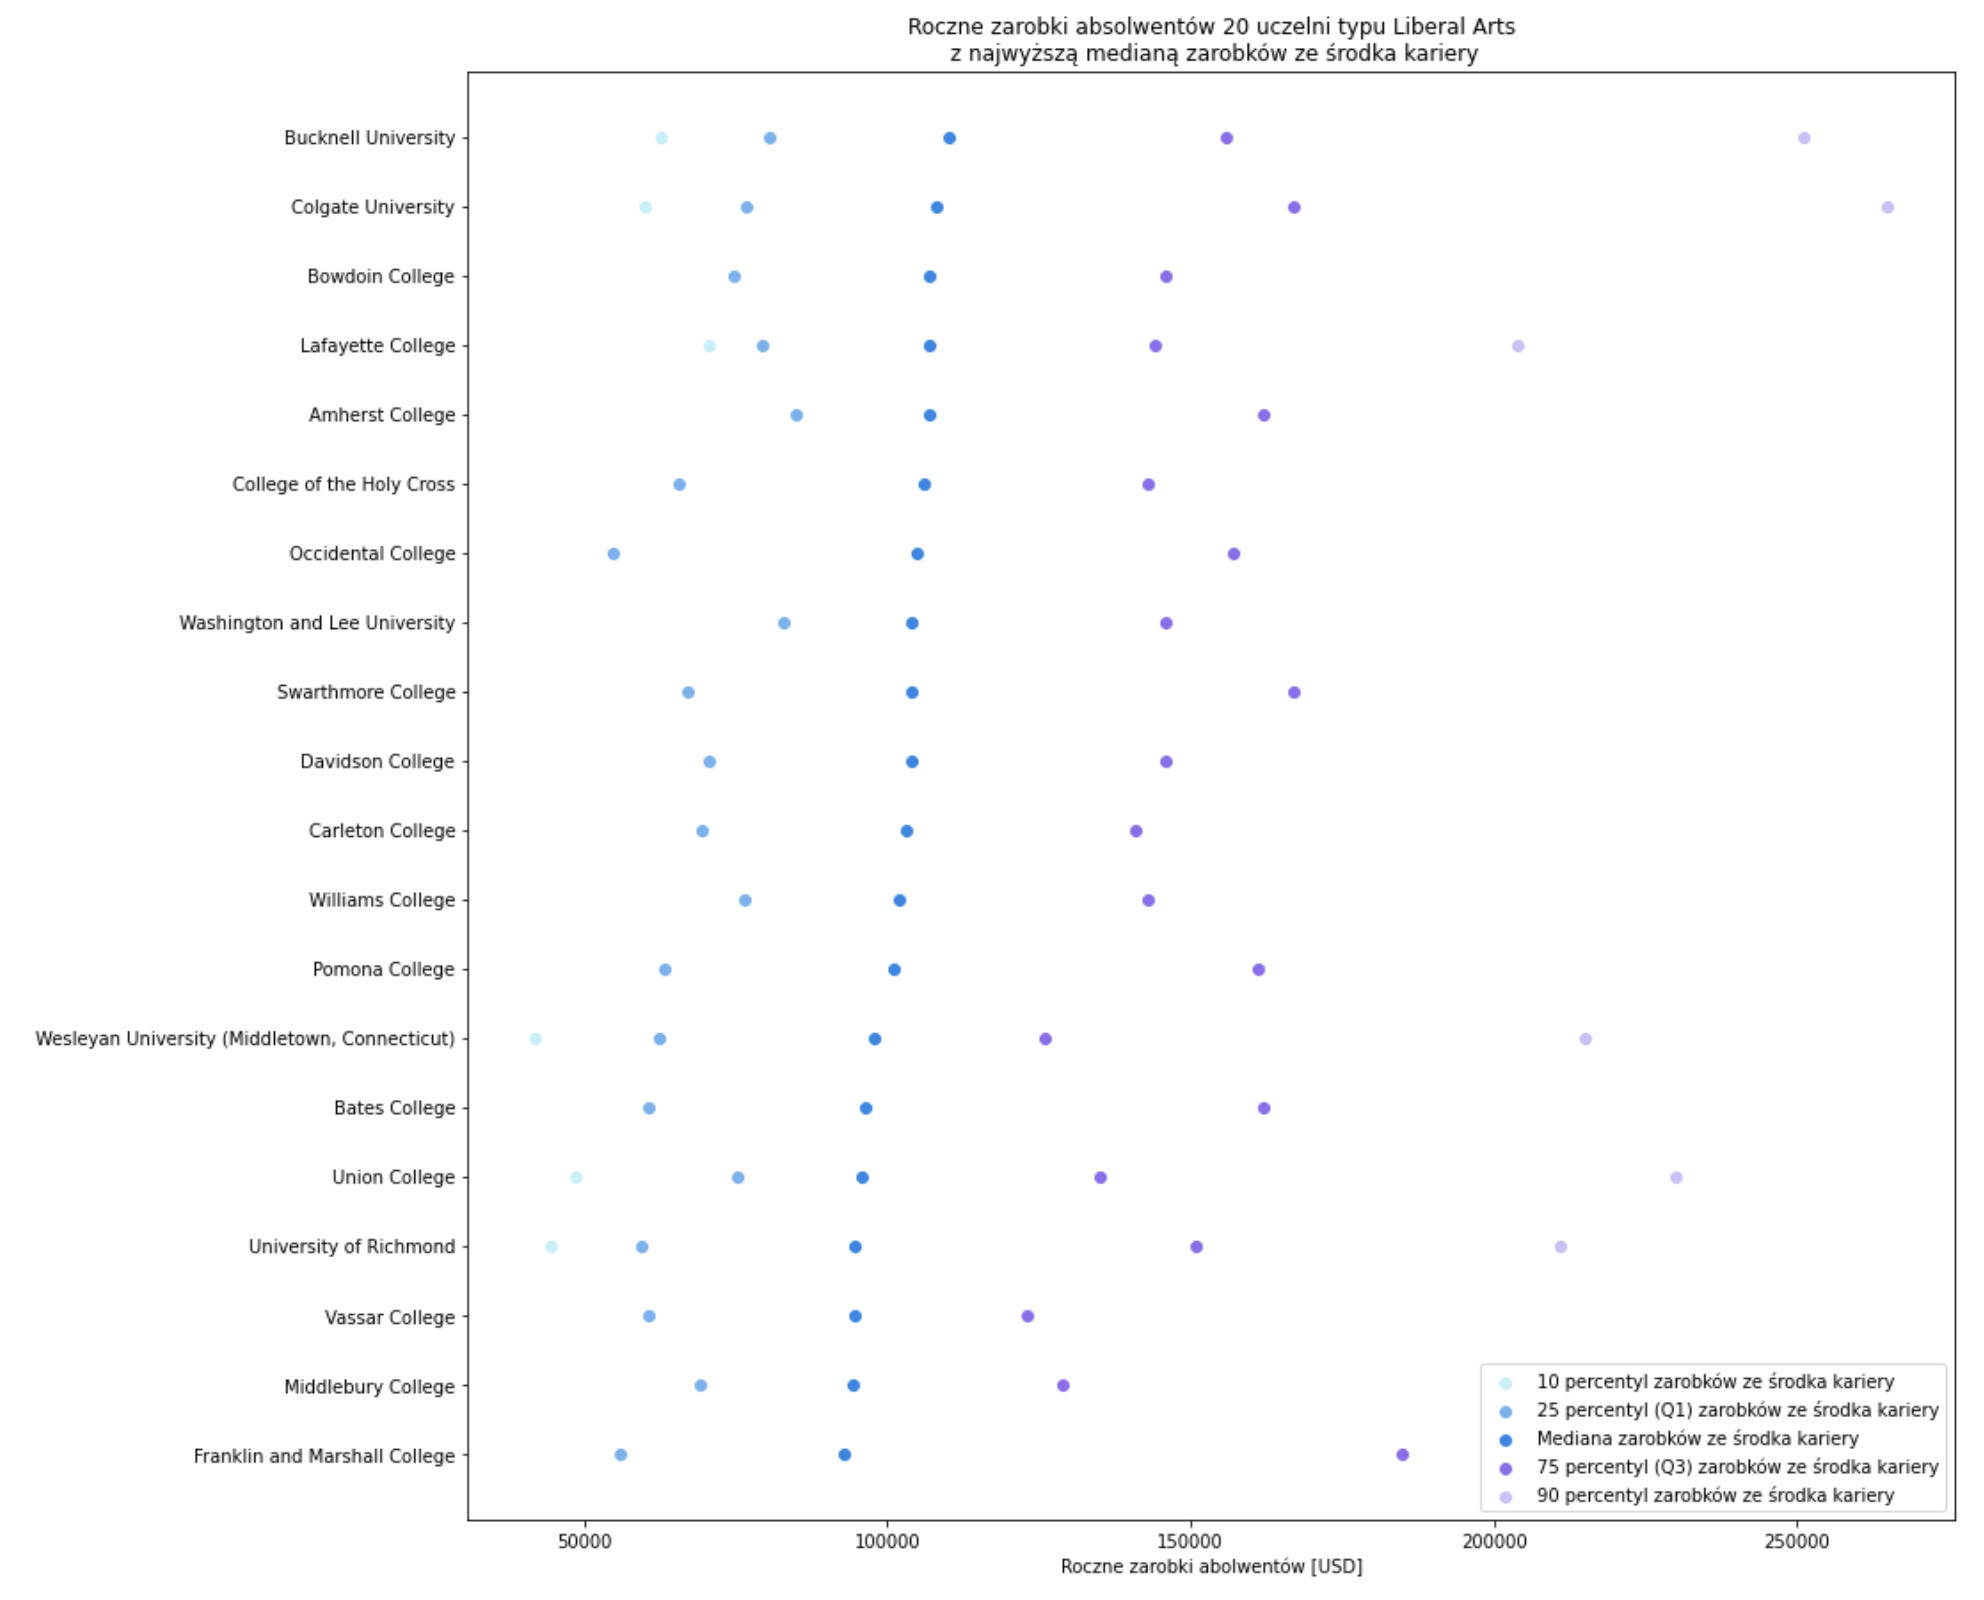 Roczne zarobki absolwentów 20 uczelni typu Liberal Arts
z najwyższą medianą zarobków ze środka kariery
Bucknell University
Colgate University
Bowdoin College
Lafayette College
Amherst College
College of the Holy Cross
Occidental College
Washington and Lee University
Swarthmore College
Davidson College
Carleton College
Williams College
Pomona College
Wesleyan University (Middletown, Connecticut)
Bates College
Union College
University of Richmond
Vassar College
Middlebury College
Franklin and Marshall College
10 percentyl zarobków ze środka kariery
25 percentyl (Q1) zarobków ze środka kariery
Mediana zarobków ze środka kariery
75 percentyl (Q3) zarobków ze środka kariery
90 percentyl zarobków ze środka kariery
50000 100000 150000 200000 250000
Roczne zarobki abolwentów [USD]